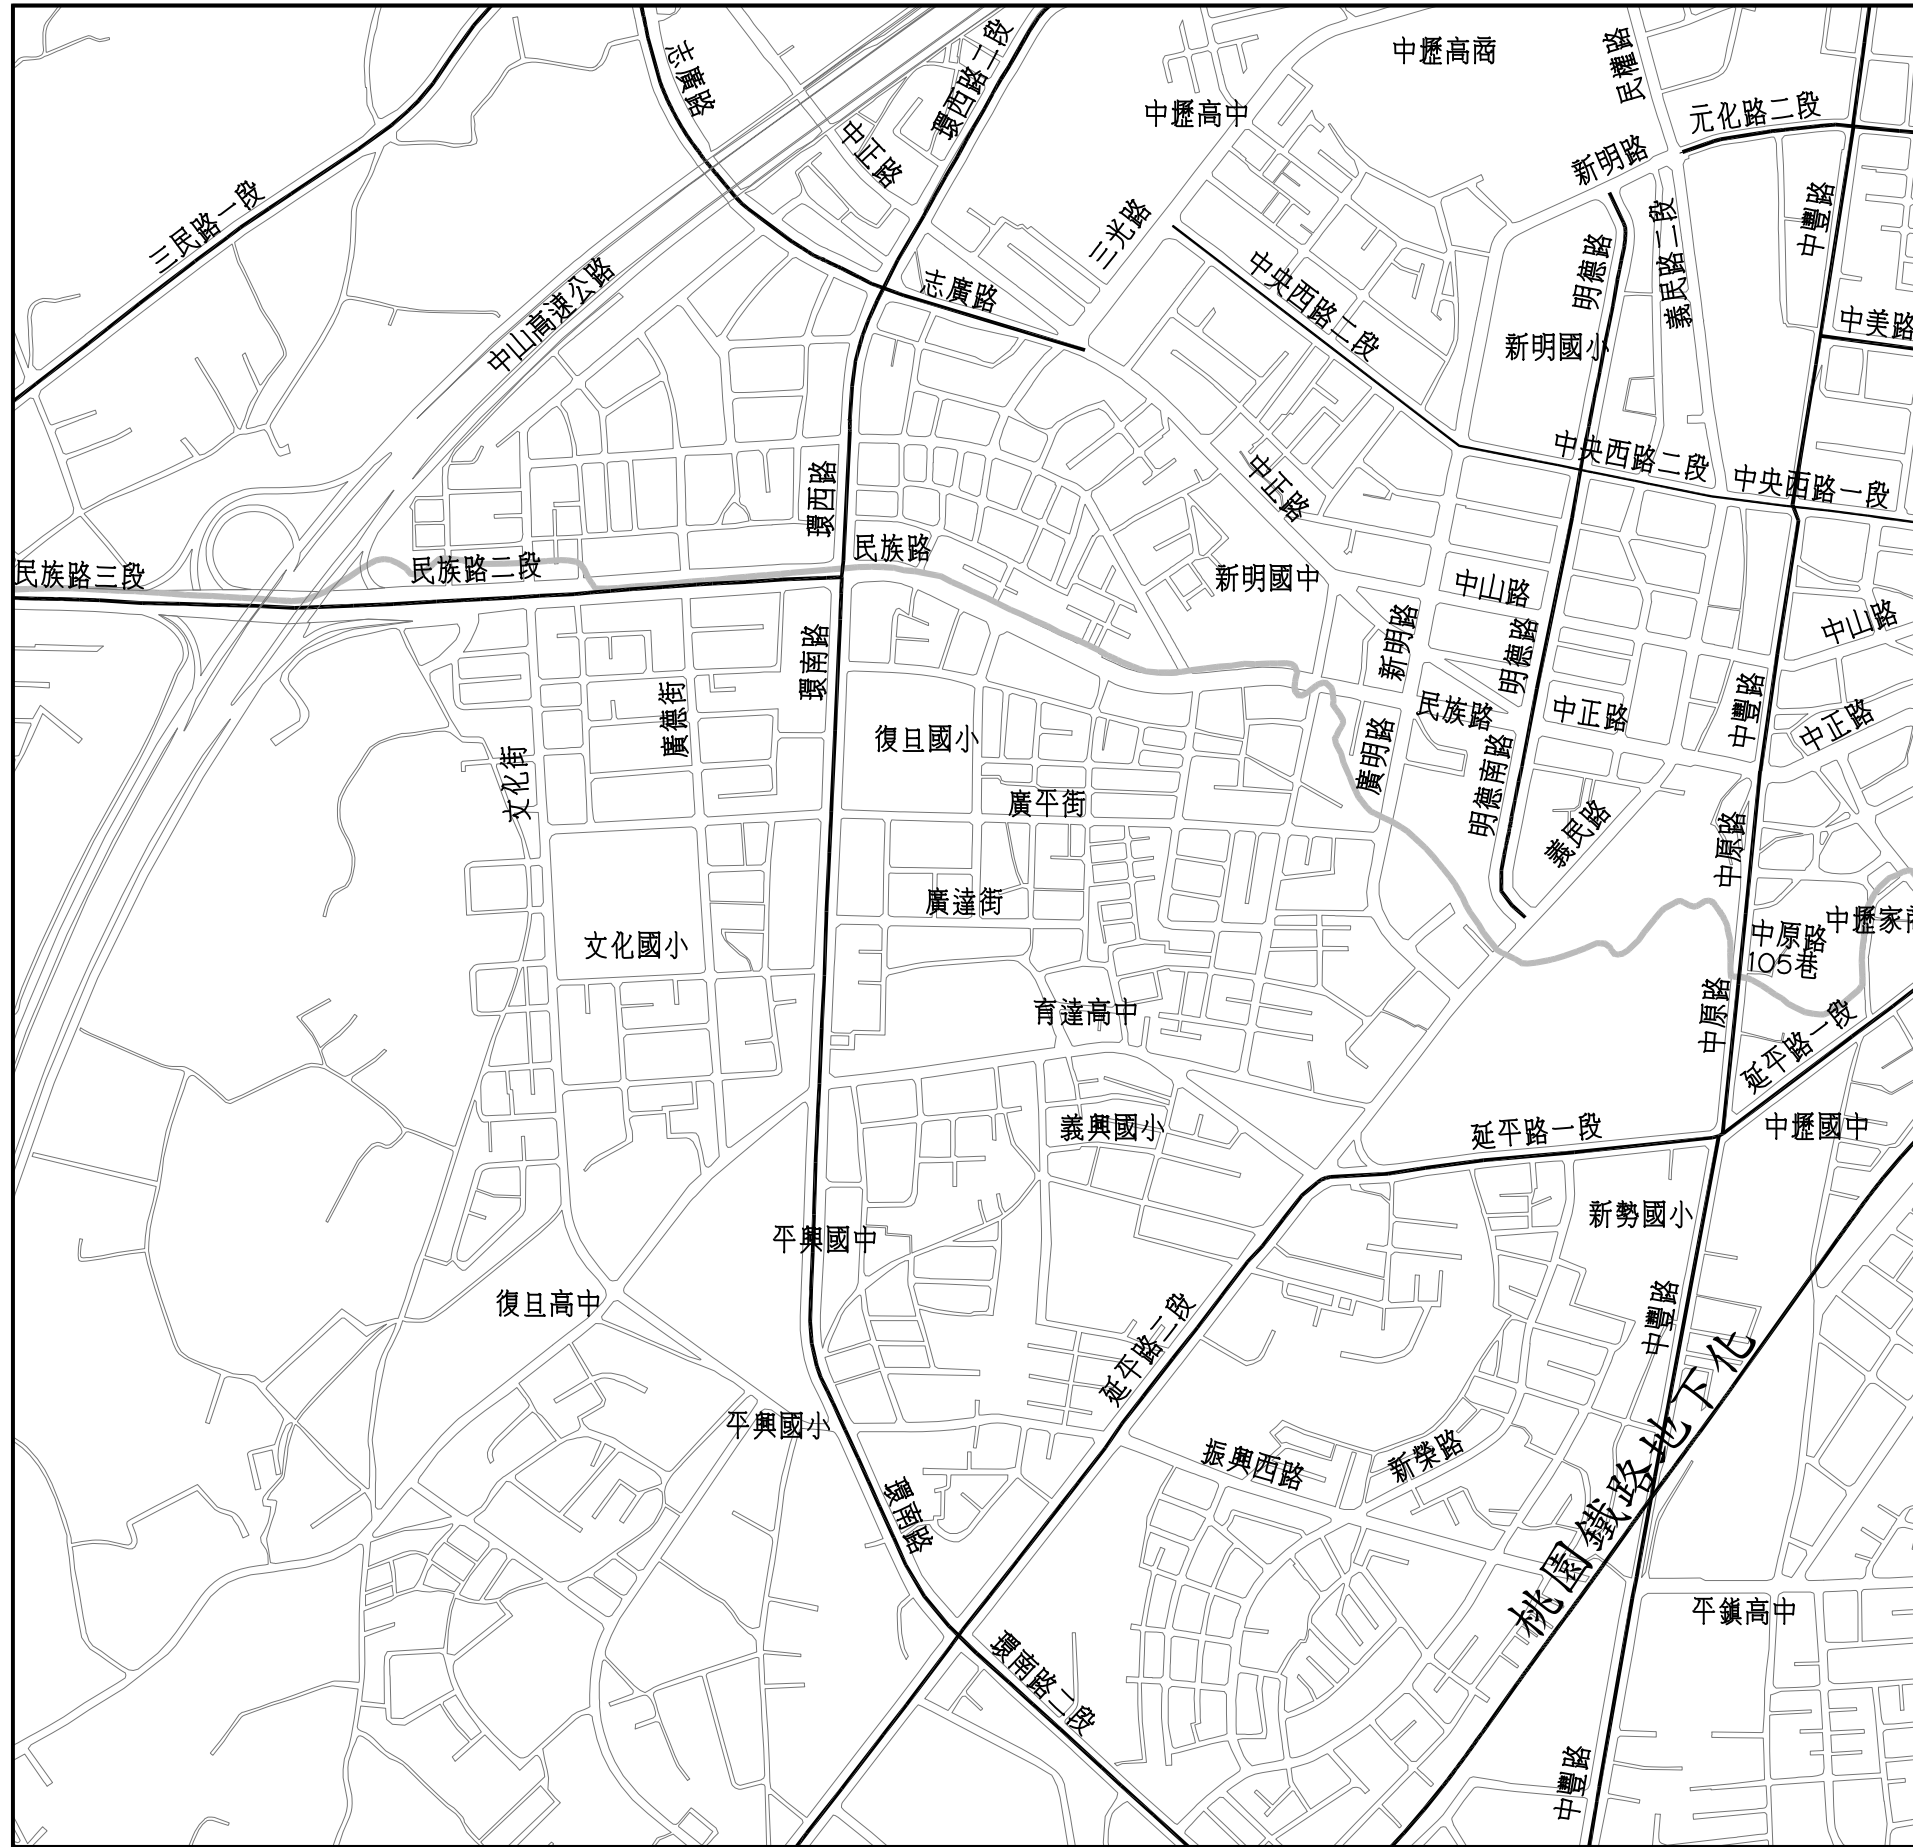 中壢高商
民權路
志廣路
環西路二段
中壢高中
元化路二段
中正路
新明路
三民路一段
中豐路
三光路
義民路二段
明德路
中山高速公路
志廣路
中央西路二段
中美路
新明國小
中央西路二段
中央西路一段
環西路
中正路
民族路
民族路三段
民族路二段
新明國中
中山路
中山路
環南路
新明路
明德路
廣德街
民族路
中正路
中豐路
中正路
復旦國小
廣明路
文化街
明德南路
廣平街
義民路
中原路
廣達街
中壢家商
文化國小
中原路
105巷
育達高中
中原路
延平路一段
義興國小
延平路一段
中壢國中
新勢國小
平興國中
復旦高中
中豐路
延平路二段
平興國小
新榮路
振興西路
環南路
桃園鐵路地下化
平鎮高中
環南路二段
中豐路